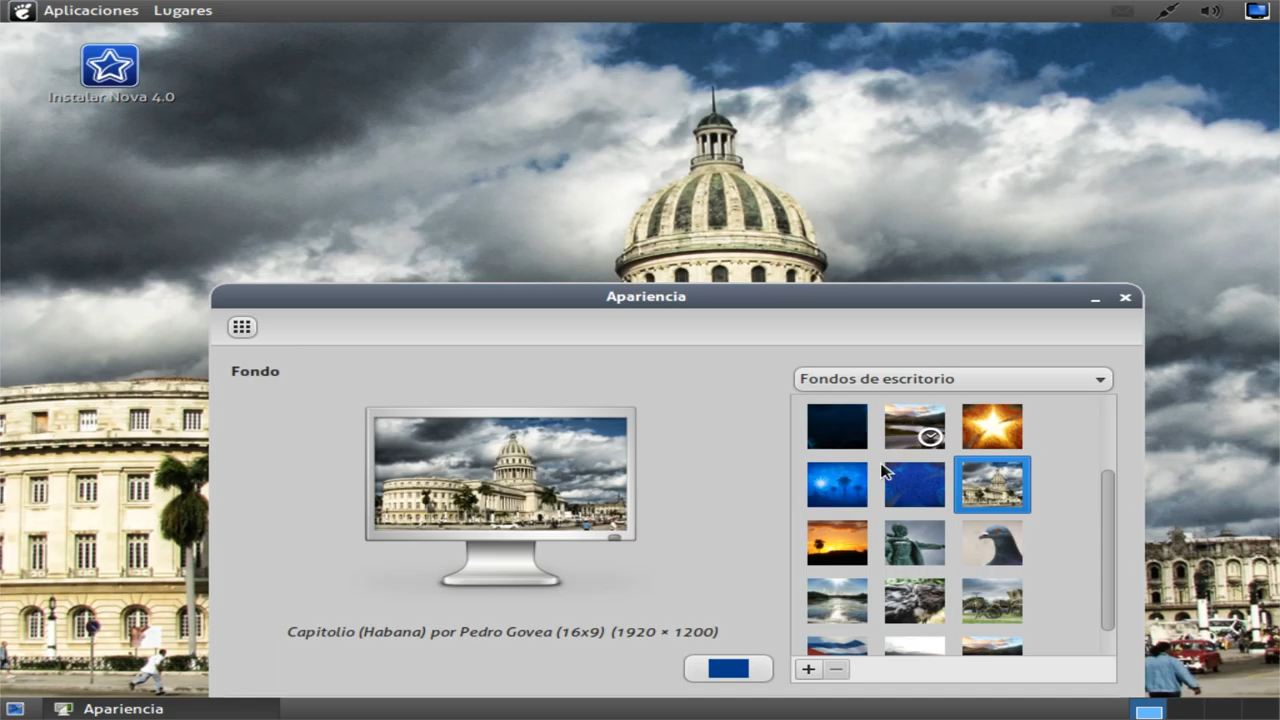 Aplicaciones Lugares
Instalar Nova 4.0
Apariencia
Fondo
Fondos de escritorio
Capitolio (Habana) por Pedro Govea (16x9) (1920 × 1200)
Apariencia